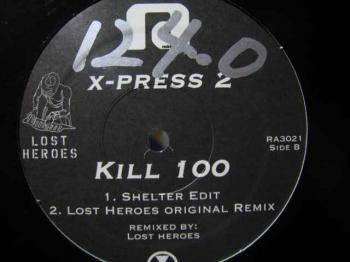 124.0
X-PRESS 2
LOST
HEROES
RA3021
SIDE B
KILL 100
1. SHELTER EDIT
2. LOST HEROES ORIGINAL REMIX
REMIXED BY:
LOST HEROES